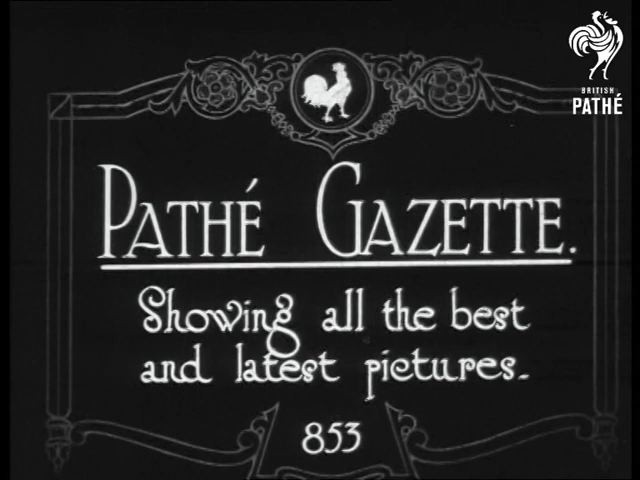 BRITISH
PATHÉ
PATHÉ GAZETTE.
Showing all the best
and latest pictures.
853